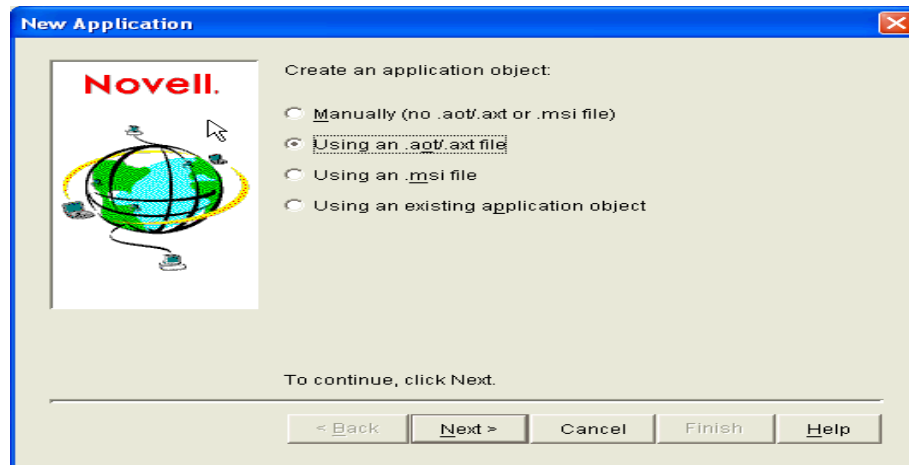 New Application
Novell.
Create an application object:
Manually (no .aot/.axt or .msi file)
Using an .aot/.axt file
Using an .msi file
Using an existing application object
To continue, click Next.
< Back
Next >
Cancel
Finish
Help